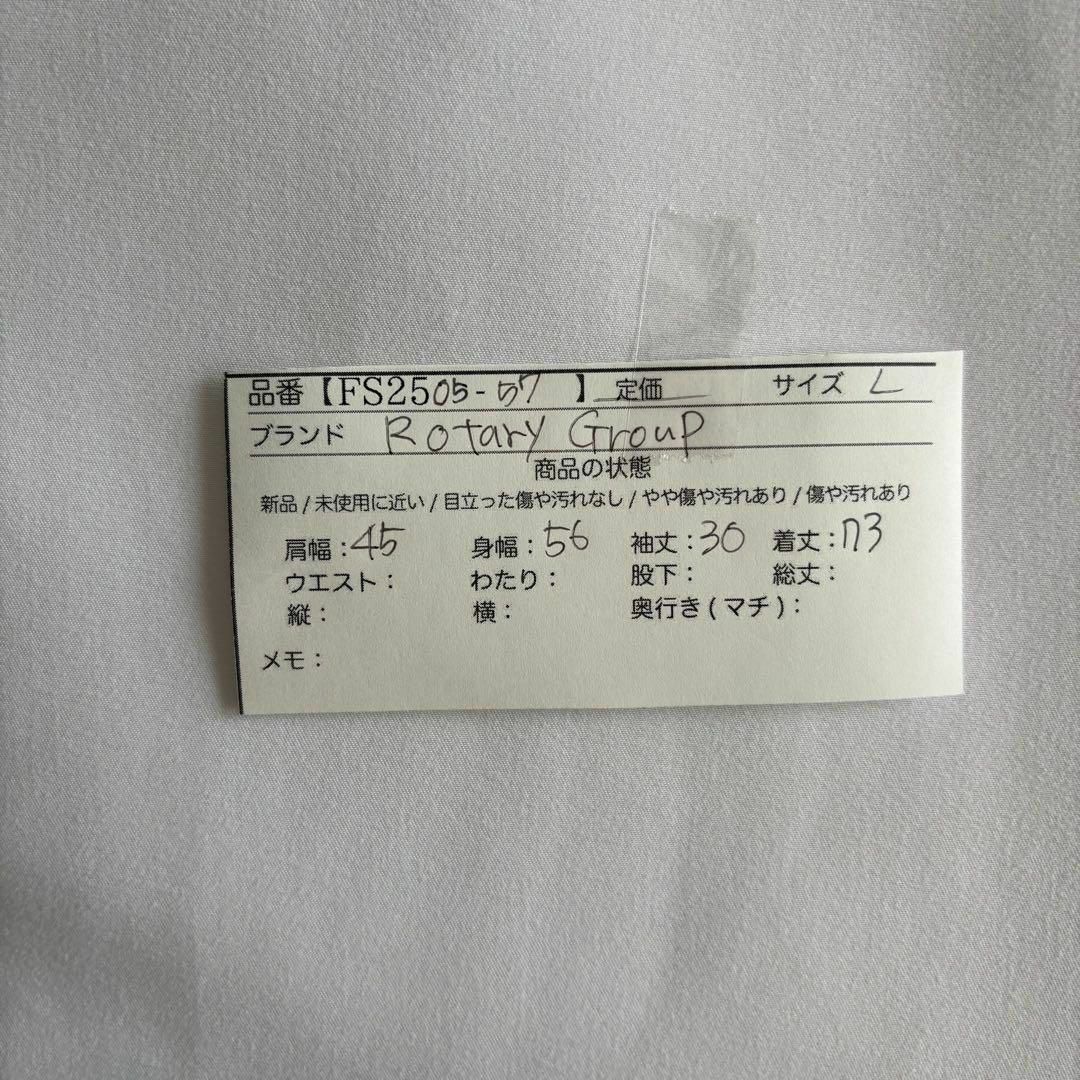 品番【FS2505-57】 定価 サイズ L
ブランド Rotary Group
商品の状態
新品 / 未使用に近い / 目立った傷や汚れなし / やや傷や汚れあり / 傷や汚れあり
肩幅：45 身幅：56 袖丈：30 着丈：73
ウエスト： わたり： 股下： 総丈：
縦： 横： 奥行き(マチ)：
メモ：